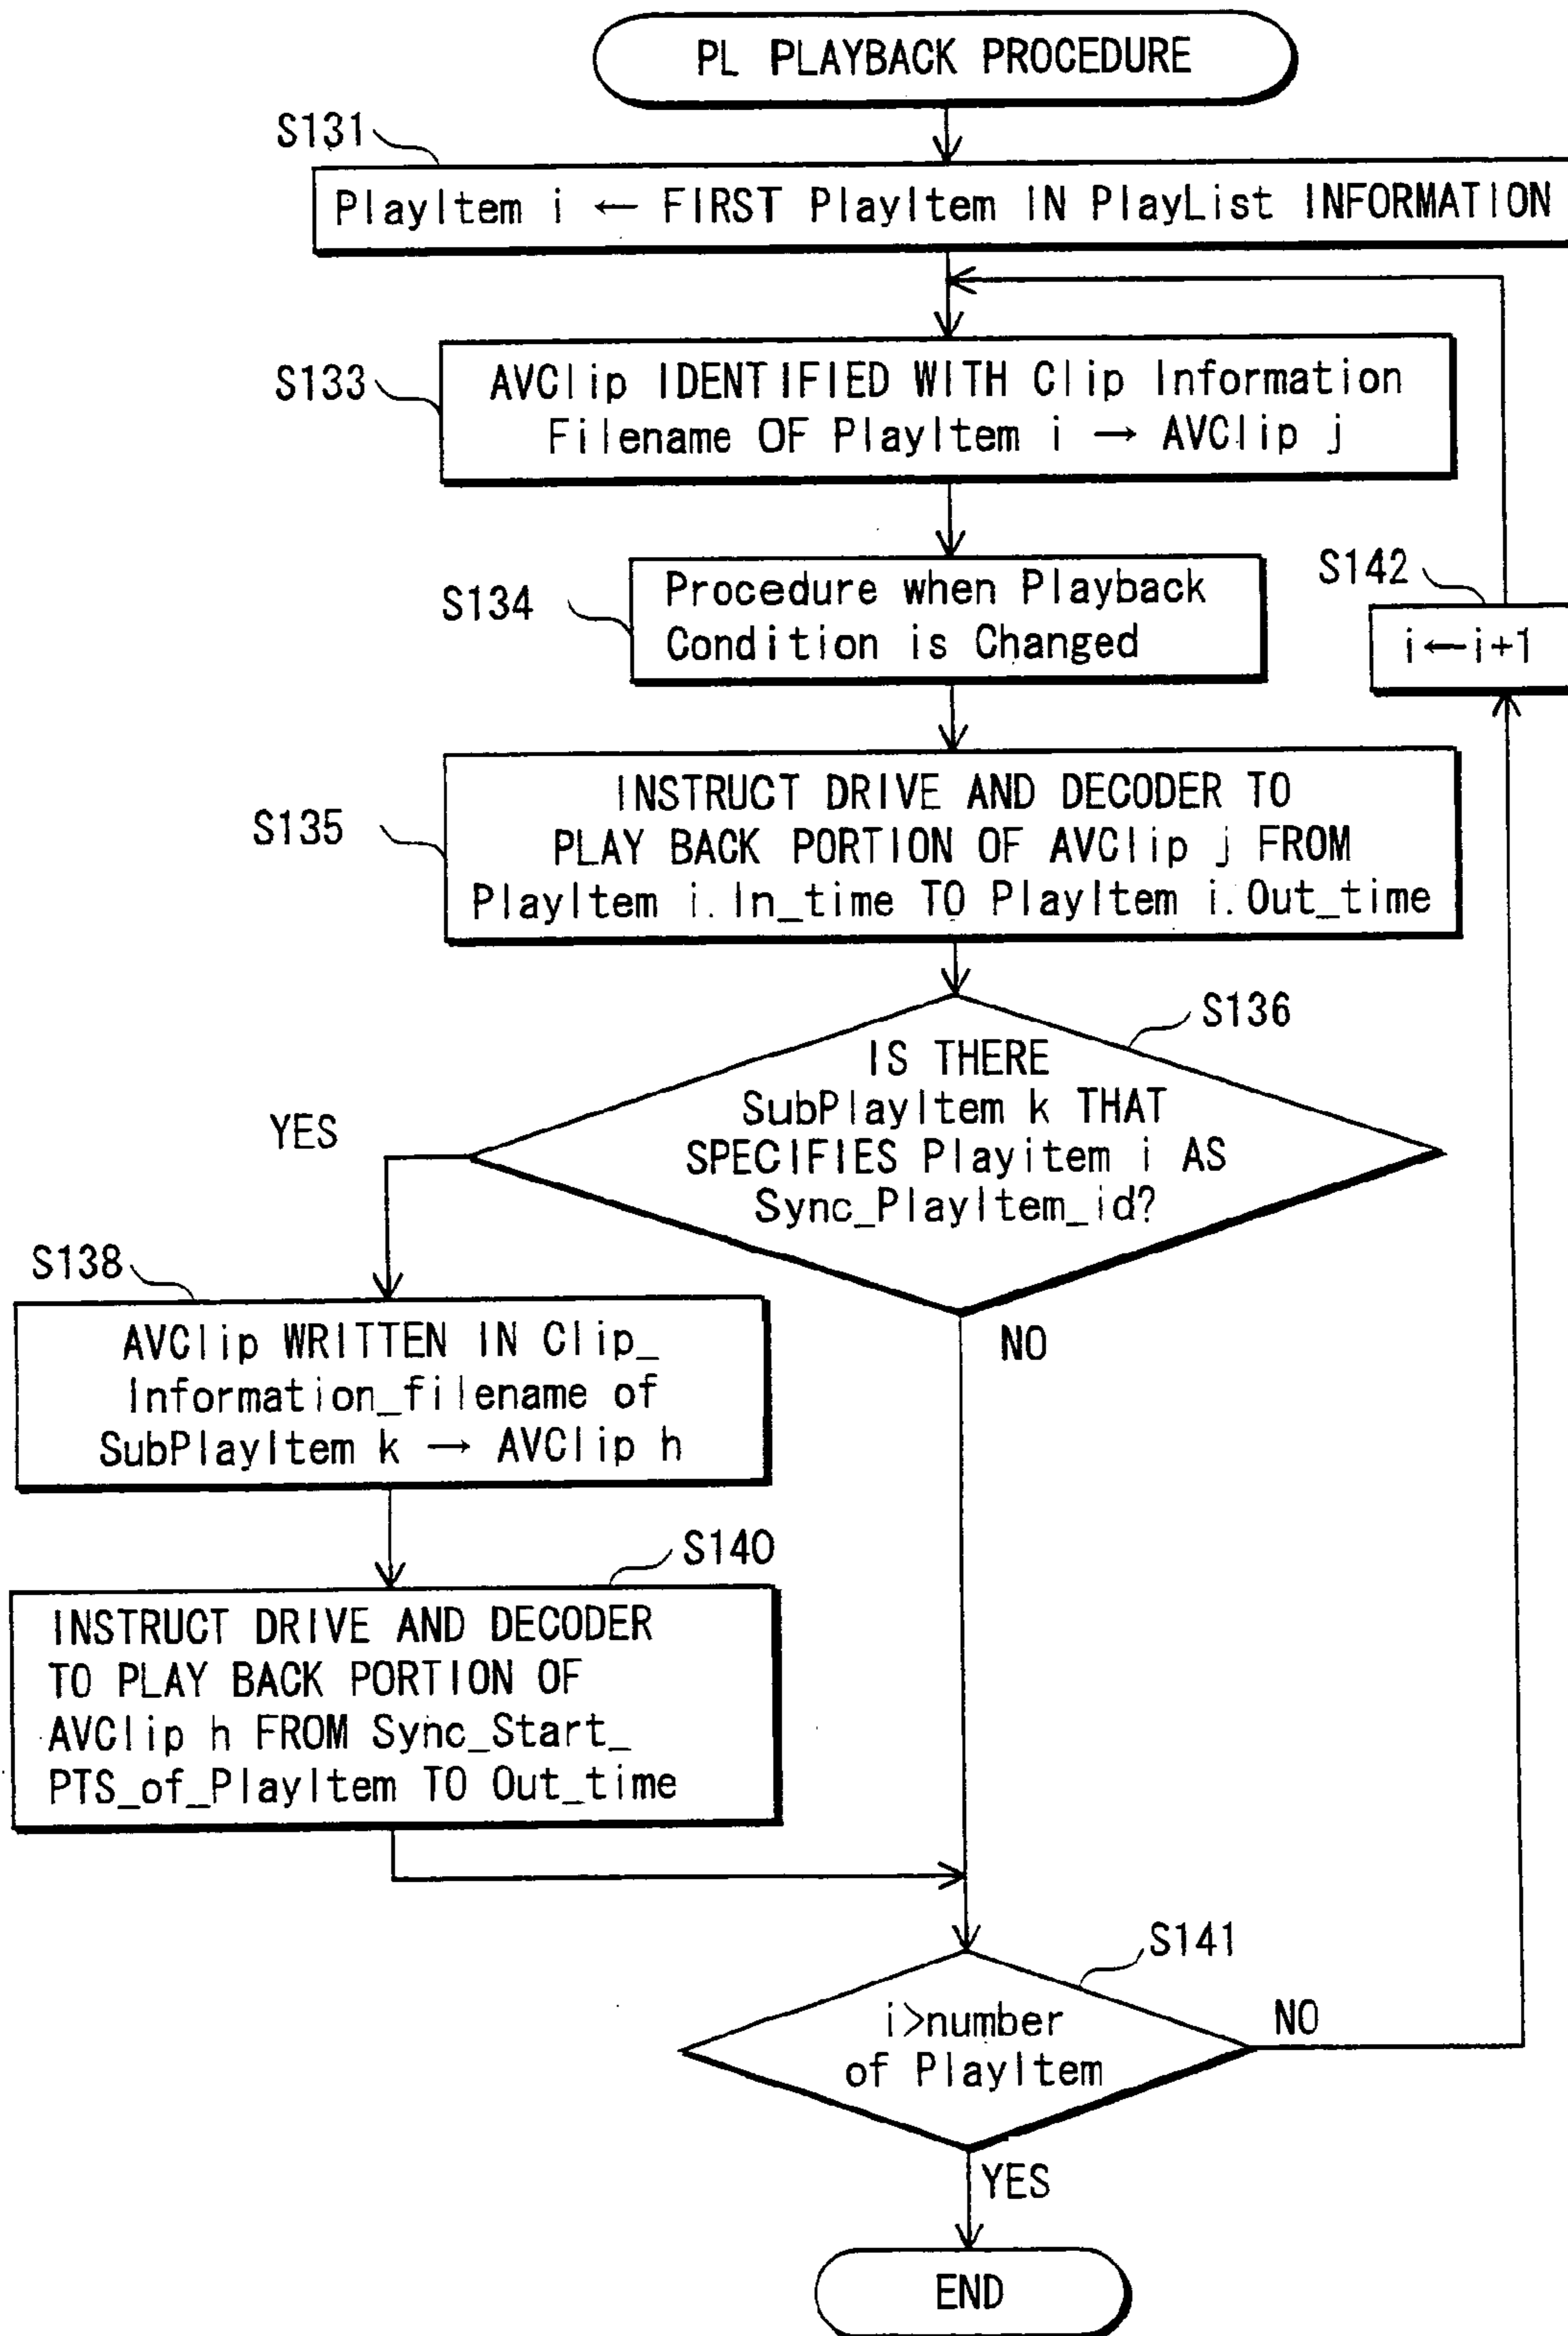 PL PLAYBACK PROCEDURE
S131
PlayItem i ← FIRST PlayItem IN PlayList INFORMATION
S133
AVClip IDENTIFIED WITH Clip Information
Filename OF PlayItem i → AVClip j
S134
Procedure when Playback
Condition is Changed
S142
i←i+1
S135
INSTRUCT DRIVE AND DECODER TO
PLAY BACK PORTION OF AVClip j FROM
PlayItem i.In_time TO PlayItem i.Out_time
S136
IS THERE
SubPlayItem k THAT
SPECIFIES Playitem i AS
Sync_PlayItem_id?
YES
NO
S138
AVClip WRITTEN IN Clip_
Information_filename of
SubPlayItem k → AVClip h
S140
INSTRUCT DRIVE AND DECODER
TO PLAY BACK PORTION OF
AVClip h FROM Sync_Start_
PTS_of_PlayItem TO Out_time
S141
i>number
of PlayItem
NO
YES
END